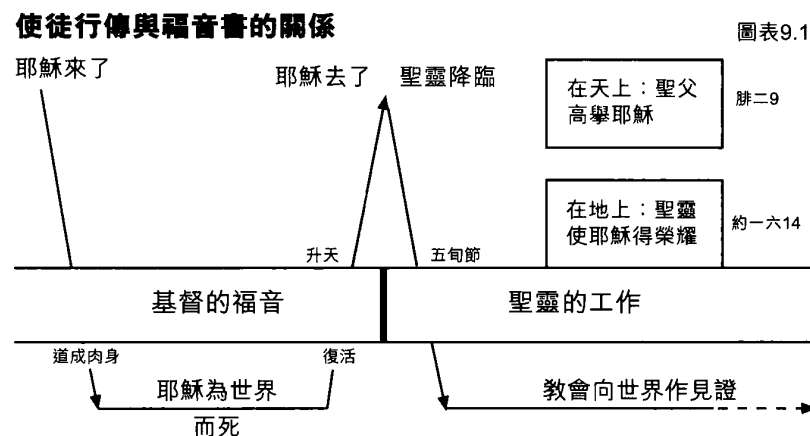 使徒行傳與福音書的關係
圖表9.1
耶穌來了
耶穌去了
聖靈降臨
在天上：聖父
高擧耶穌
腓二9
在地上：聖靈
使耶穌得榮耀
約一六14
升天
五旬節
基督的福音
聖靈的工作
道成肉身
復活
耶穌為世界
而死
教會向世界作見證